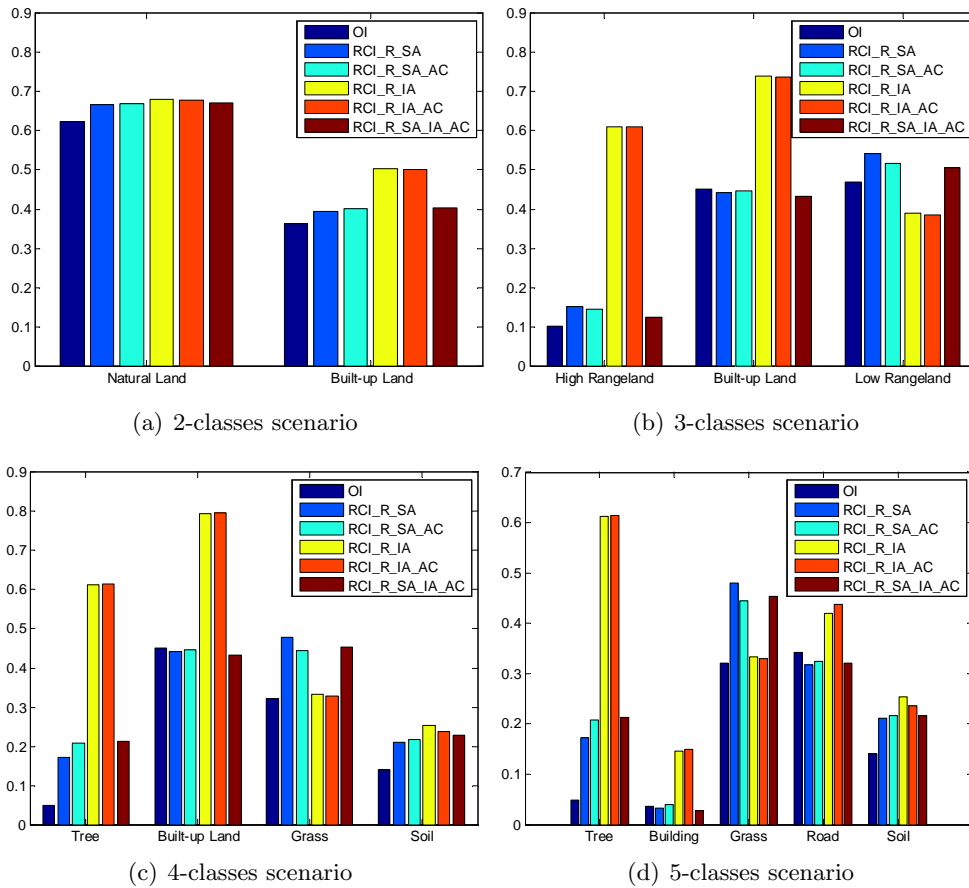 0.9
0.8
0.7
0.6
0.5
0.4
0.3
0.2
0.1
0
OI
RCI_R_SA
RCI_R_SA_AC
RCI_R_IA
RCI_R_IA_AC
RCI_R_SA_IA_AC
Natural Land Built-up Land
(a) 2-classes scenario
0.9
0.8
0.7
0.6
0.5
0.4
0.3
0.2
0.1
0
OI
RCI_R_SA
RCI_R_SA_AC
RCI_R_IA
RCI_R_IA_AC
RCI_R_SA_IA_AC
High Rangeland Built-up Land Low Rangeland
(b) 3-classes scenario
0.9
0.8
0.7
0.6
0.5
0.4
0.3
0.2
0.1
0
OI
RCI_R_SA
RCI_R_SA_AC
RCI_R_IA
RCI_R_IA_AC
RCI_R_SA_IA_AC
Tree Built-up Land Grass Soil
(c) 4-classes scenario
0.7
0.6
0.5
0.4
0.3
0.2
0.1
0
OI
RCI_R_SA
RCI_R_SA_AC
RCI_R_IA
RCI_R_IA_AC
RCI_R_SA_IA_AC
Tree Building Grass Road Soil
(d) 5-classes scenario